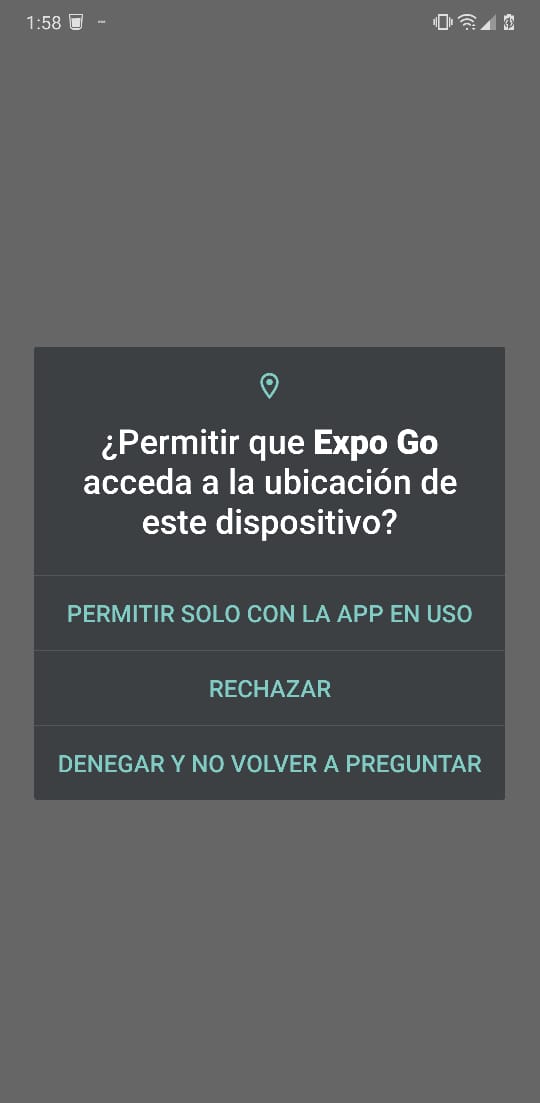 1:58
¿Permitir que Expo Go
acceda a la ubicación de
este dispositivo?
PERMITIR SOLO CON LA APP EN USO
RECHAZAR
DENEGAR Y NO VOLVER A PREGUNTAR